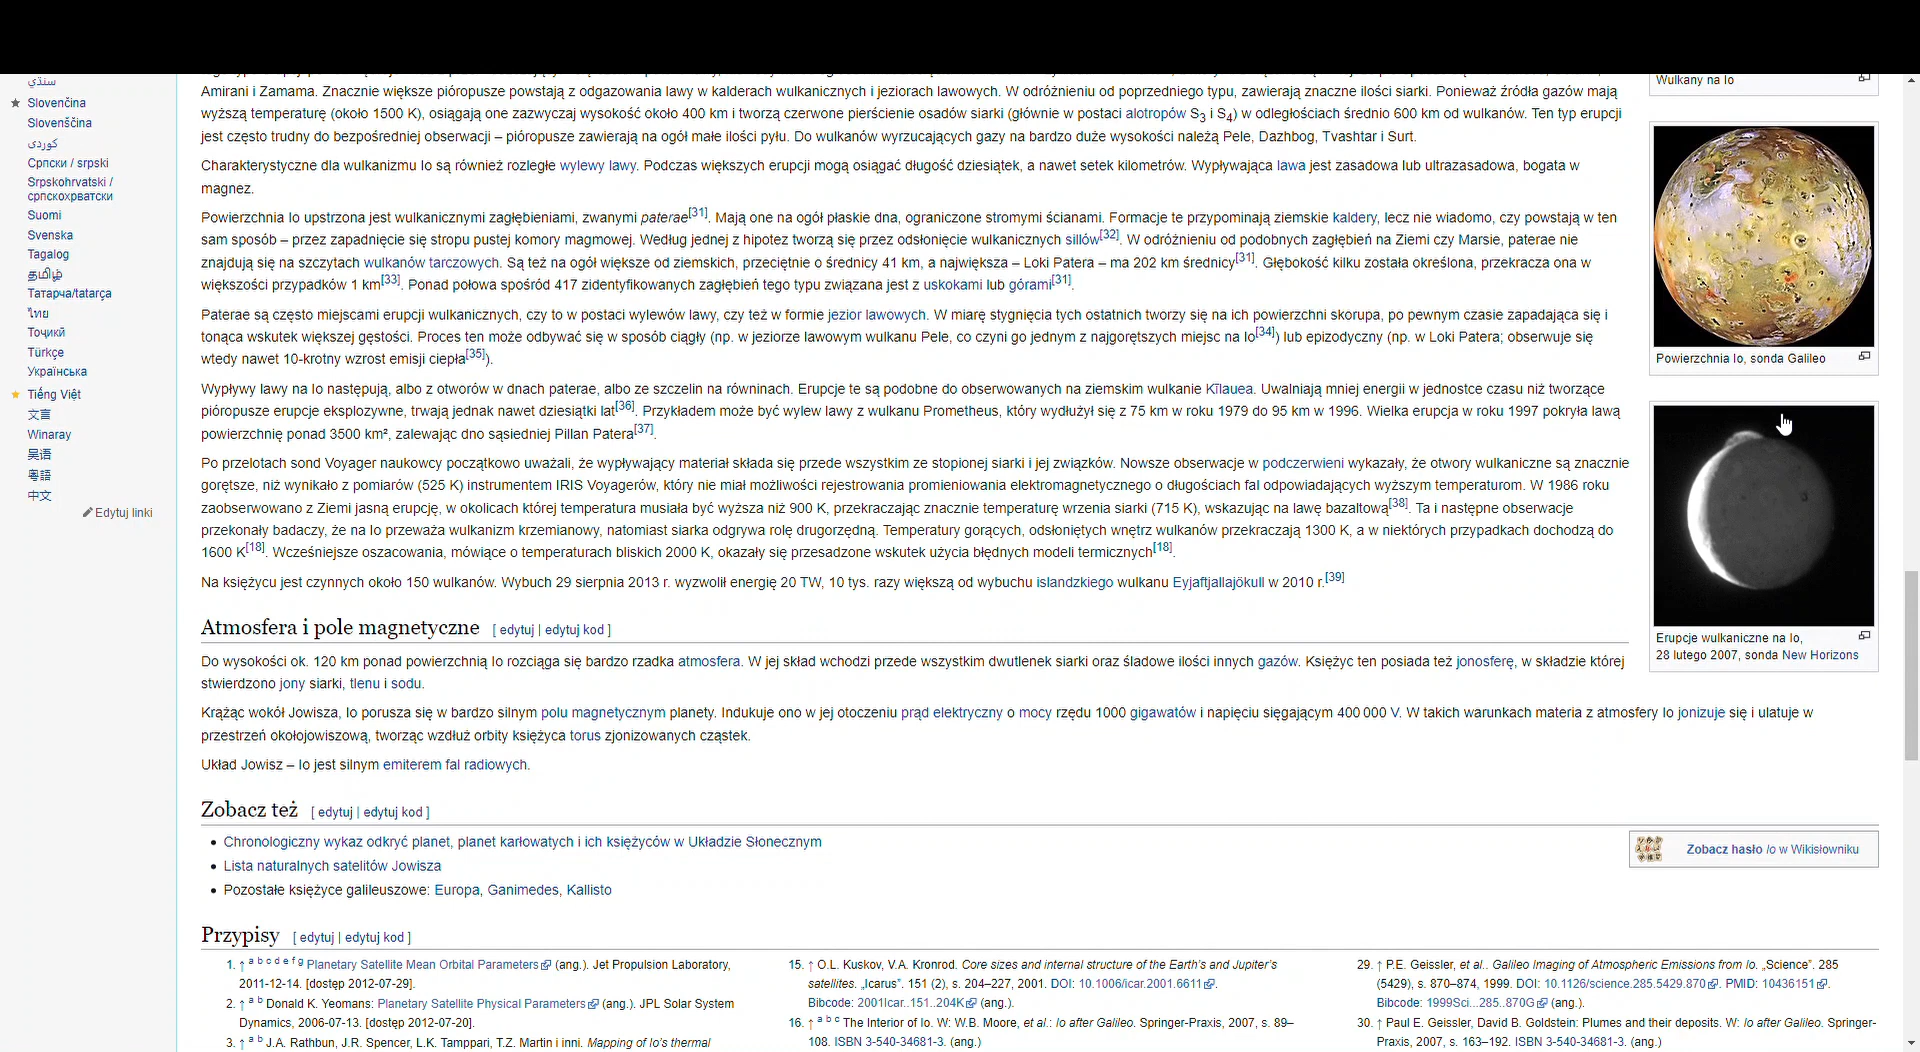 سنڌي
Slovenčina
Slovenščina
کوردی
Српски / srpski
Srpskohrvatski /
српскохрватски
Suomi
Svenska
Tagalog
தமிழ்
Татарча/tatarça
ไทย
Тоҷикӣ
Türkçe
Українська
Tiếng Việt
文言
Winaray
吴语
粵語
中文
Edytuj linki
Amirani i Zamama. Znacznie większe pióropusze powstają z odgazowania lawy w kalderach wulkanicznych i jeziorach lawowych. W odróżnieniu od poprzedniego typu, zawierają znaczne ilości siarki. Ponieważ źródła gazów mają
wyższą temperaturę (około 1500 K), osiągają one zazwyczaj wysokość około 400 km i tworzą czerwone pierścienie osadów siarki (głównie w postaci alotropów S3 i S4) w odległościach średnio 600 km od wulkanów. Ten typ erupcji
jest często trudny do bezpośredniej obserwacji – pióropusze zawierają na ogół małe ilości pyłu. Do wulkanów wyrzucających gazy na bardzo duże wysokości należą Pele, Dazhbog, Tvashtar i Surt.
Charakterystyczne dla wulkanizmu Io są również rozległe wylewy lawy. Podczas większych erupcji mogą osiągać długość dziesiątek, a nawet setek kilometrów. Wypływająca lawa jest zasadowa lub ultrazasadowa, bogata w
magnez.
Powierzchnia Io upstrzona jest wulkanicznymi zagłębieniami, zwanymi paterae[31]. Mają one na ogół płaskie dna, ograniczone stromymi ścianami. Formacje te przypominają ziemskie kaldery, lecz nie wiadomo, czy powstają w ten
sam sposób – przez zapadnięcie się stropu pustej komory magmowej. Według jednej z hipotez tworzą się przez odsłonięcie wulkanicznych sillów[32]. W odróżnieniu od podobnych zagłębień na Ziemi czy Marsie, paterae nie
znajdują się na szczytach wulkanów tarczowych. Są też na ogół większe od ziemskich, przeciętnie o średnicy 41 km, a największa – Loki Patera – ma 202 km średnicy[31]. Głębokość kilku została określona, przekracza ona w
większości przypadków 1 km[33]. Ponad połowa spośród 417 zidentyfikowanych zagłębień tego typu związana jest z uskokami lub górami[31].
Paterae są często miejscami erupcji wulkanicznych, czy to w postaci wylewów lawy, czy też w formie jezior lawowych. W miarę stygnięcia tych ostatnich tworzy się na ich powierzchni skorupa, po pewnym czasie zapadająca się i
tonąca wskutek większej gęstości. Proces ten może odbywać się w sposób ciągły (np. w jeziorze lawowym wulkanu Pele, co czyni go jednym z najgorętszych miejsc na Io[34]) lub epizodyczny (np. w Loki Patera; obserwuje się
wtedy nawet 10-krotny wzrost emisji ciepła[35]).
Wypływy lawy na Io następują, albo z otworów w dnach paterae, albo ze szczelin na równinach. Erupcje te są podobne do obserwowanych na ziemskim wulkanie Kīlauea. Uwalniają mniej energii w jednostce czasu niż tworzące
pióropusze erupcje eksplozywne, trwają jednak nawet dziesiątki lat[36]. Przykładem może być wylew lawy z wulkanu Prometheus, który wydłużył się z 75 km w roku 1979 do 95 km w 1996. Wielka erupcja w roku 1997 pokryła lawą
powierzchnię ponad 3500 km², zalewając dno sąsiedniej Pillan Patera[37].
Po przelotach sond Voyager naukowcy początkowo uważali, że wypływający materiał składa się przede wszystkim ze stopionej siarki i jej związków. Nowsze obserwacje w podczerwieni wykazały, że otwory wulkaniczne są znacznie
gorętsze, niż wynikało z pomiarów (525 K) instrumentem IRIS Voyagerów, który nie miał możliwości rejestrowania promieniowania elektromagnetycznego o długościach fal odpowiadających wyższym temperaturom. W 1986 roku
zaobserwowano z Ziemi jasną erupcję, w okolicach której temperatura musiała być wyższa niż 900 K, przekraczając znacznie temperaturę wrzenia siarki (715 K), wskazując na lawę bazaltową[38]. Ta i następne obserwacje
przekonały badaczy, że na Io przeważa wulkanizm krzemianowy, natomiast siarka odgrywa rolę drugorzędną. Temperatury gorących, odsłoniętych wnętrz wulkanów przekraczają 1300 K, a w niektórych przypadkach dochodzą do
1600 K[18]. Wcześniejsze oszacowania, mówiące o temperaturach bliskich 2000 K, okazały się przesadzone wskutek użycia błędnych modeli termicznych[18].
Na księżycu jest czynnych około 150 wulkanów. Wybuch 29 sierpnia 2013 r. wyzwolił energię 20 TW, 10 tys. razy większą od wybuchu islandzkiego wulkanu Eyjafjallajökull w 2010 r.[39]
Wulkany na Io
Powierzchnia Io, sonda Galileo
Erupcje wulkaniczne na Io,
28 lutego 2007, sonda New Horizons
Atmosfera i pole magnetyczne [ edytuj | edytuj kod ]
Do wysokości ok. 120 km ponad powierzchnią Io rozciąga się bardzo rzadka atmosfera. W jej skład wchodzi przede wszystkim dwutlenek siarki oraz śladowe ilości innych gazów. Księżyc ten posiada też jonosferę, w składzie której
stwierdzono jony siarki, tlenu i sodu.
Krążąc wokół Jowisza, Io porusza się w bardzo silnym polu magnetycznym planety. Indukuje ono w jej otoczeniu prąd elektryczny o mocy rzędu 1000 gigawatów i napięciu sięgającym 400 000 V. W takich warunkach materia z atmosfery Io jonizuje się i ulatuje w
przestrzeń okołojowiszową, tworząc wzdłuż orbity księżyca torus zjonizowanych cząstek.
Układ Jowisz – Io jest silnym emiterem fal radiowych.
Zobacz też [ edytuj | edytuj kod ]
Chronologiczny wykaz odkryć planet, planet karłowatych i ich księżyców w Układzie Słonecznym
Lista naturalnych satelitów Jowisza
Pozostałe księżyce galileuszowe: Europa, Ganimedes, Kallisto
Zobacz hasło Io w Wikisłowniku
Przypisy [ edytuj | edytuj kod ]
1. ↑ a b c d e f g Planetary Satellite Mean Orbital Parameters (ang.). Jet Propulsion Laboratory,
2011-12-14. [dostęp 2012-07-29].
2. ↑ a b Donald K. Yeomans: Planetary Satellite Physical Parameters (ang.). JPL Solar System
Dynamics, 2006-07-13. [dostęp 2012-07-20].
3. ↑ a b J.A. Rathbun, J.R. Spencer, L.K. Tamppari, T.Z. Martin i inni. Mapping of Io's thermal
15. ↑ O.L. Kuskov, V.A. Kronrod. Core sizes and internal structure of the Earth's and Jupiter's
satellites. „Icarus”. 151 (2), s. 204–227, 2001. DOI: 10.1006/icar.2001.6611.
Bibcode: 2001Icar..151..204K (ang.).
16. ↑ a b c The Interior of Io. W: W.B. Moore, et al.: Io after Galileo. Springer-Praxis, 2007, s. 89–
108. ISBN 3-540-34681-3. (ang.)
29. ↑ P.E. Geissler, et al.. Galileo Imaging of Atmospheric Emissions from Io. „Science”. 285
(5429), s. 870–874, 1999. DOI: 10.1126/science.285.5429.870. PMID: 10436151.
Bibcode: 1999Sci...285..870G (ang.).
30. ↑ Paul E. Geissler, David B. Goldstein: Plumes and their deposits. W: Io after Galileo. Springer-
Praxis, 2007, s. 163–192. ISBN 3-540-34681-3. (ang.)